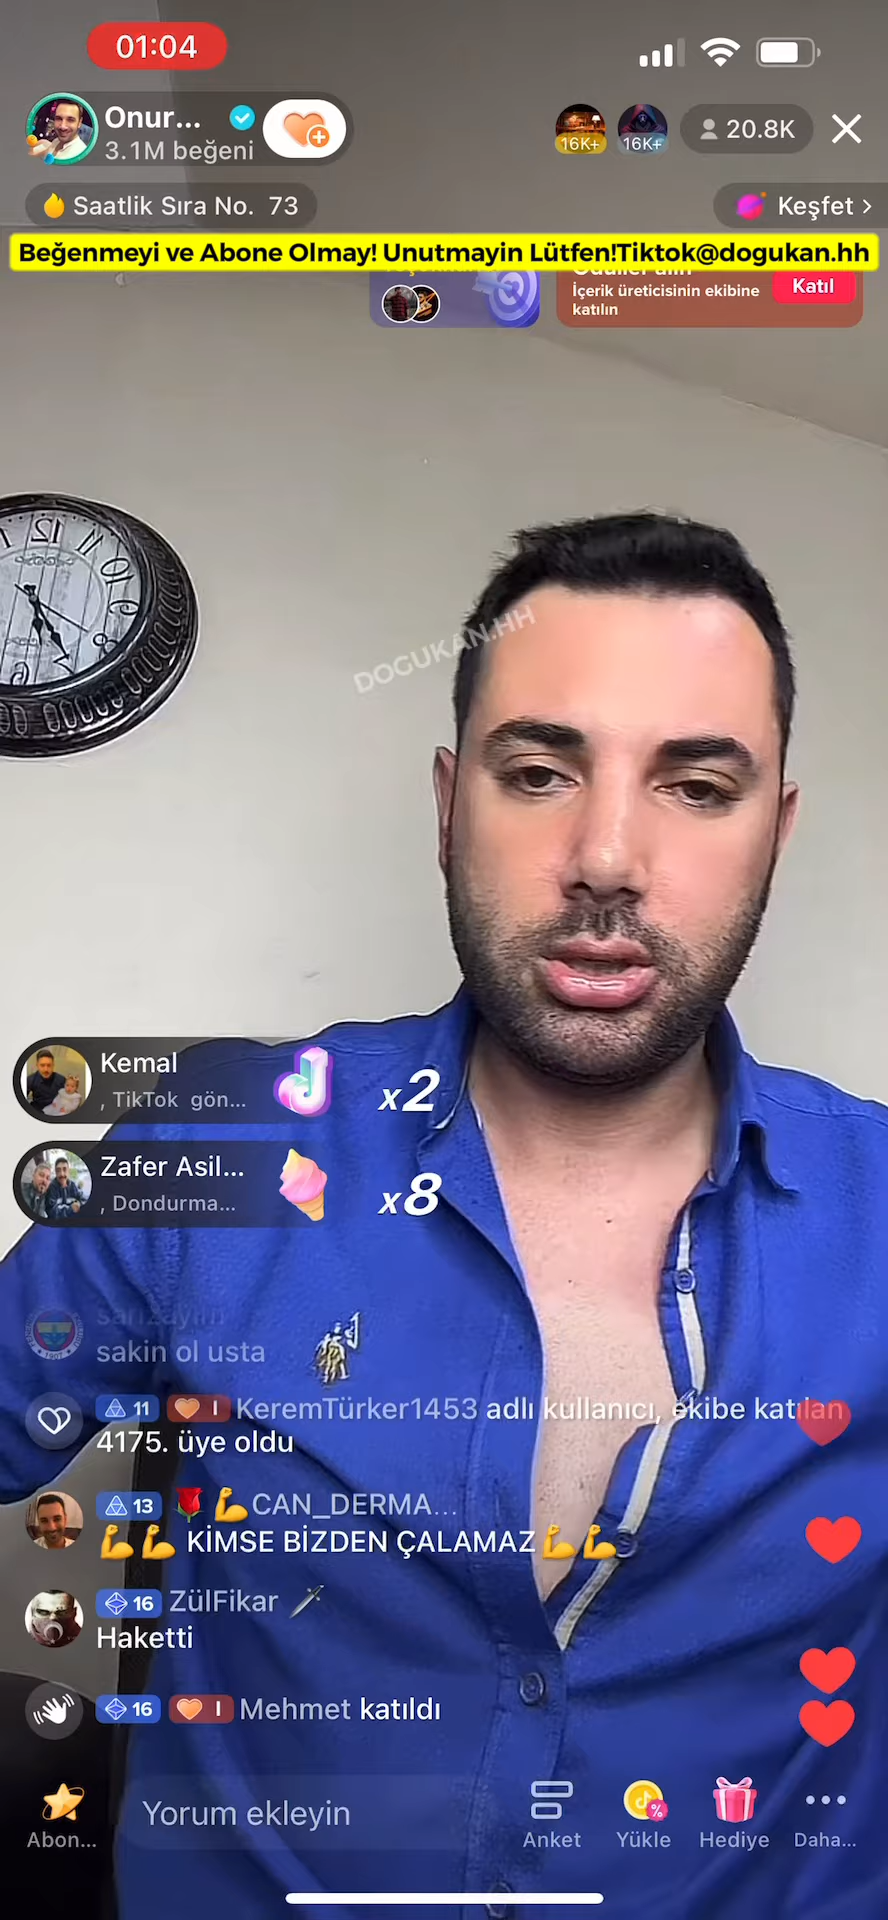 01:04
Onur...
3.1M beğeni
16K+
16K+
20.8K
Saatlik Sıra No. 73
Keşfet >
Beğenmeyi ve Abone Olmay! Unutmayin Lütfen!Tiktok@dogukan.hh
İçerik üreticisinin ekibine
katılın
Katıl
DOGUKAN.HH
Kemal
, TikTok gön...
x2
Zafer Asil...
, Dondurma...
x8
sarızayım
sakin ol usta
11 I KeremTürker1453 adlı kullanıcı, ekibe katılan
4175. üye oldu
13 🌹💪CAN_DERMA...
💪💪 KİMSE BİZDEN ÇALAMAZ💪💪
16 ZülFikar 🗡️
Haketti
16 I Mehmet katıldı
Abon...
Yorum ekleyin
Anket
Yükle
Hediye
Daha...